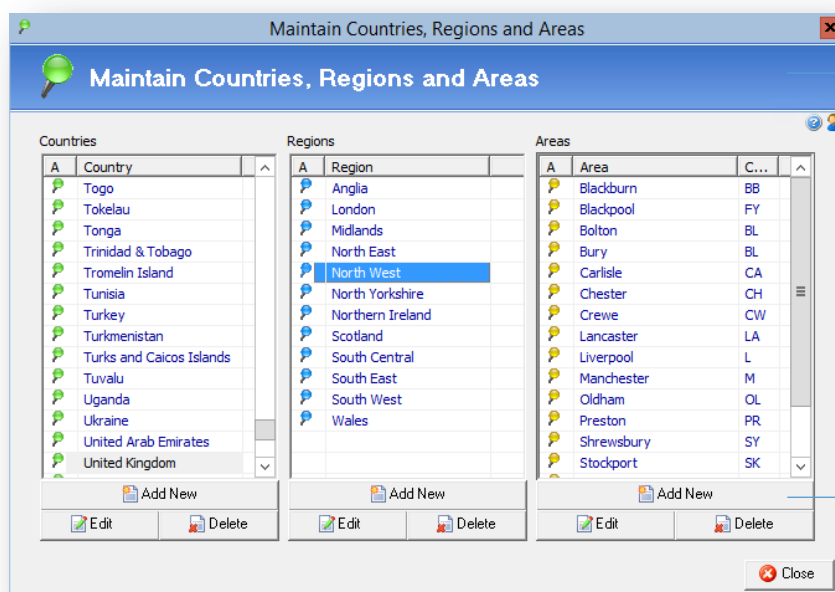 Maintain Countries, Regions and Areas
Maintain Countries, Regions and Areas
Countries
A Country
Togo
Tokelau
Tonga
Trinidad & Tobago
Tromelin Island
Tunisia
Turkey
Turkmenistan
Turks and Caicos Islands
Tuvalu
Uganda
Ukraine
United Arab Emirates
United Kingdom
Add New
Edit Delete
Regions
A Region
Anglia
London
Midlands
North East
North West
North Yorkshire
Northern Ireland
Scotland
South Central
South East
South West
Wales
Add New
Edit Delete
Areas
A Area C...
Blackburn BB
Blackpool FY
Bolton BL
Bury BL
Carlisle CA
Chester CH
Crewe CW
Lancaster LA
Liverpool L
Manchester M
Oldham OL
Preston PR
Shrewsbury SY
Stockport SK
Add New
Edit Delete
Close